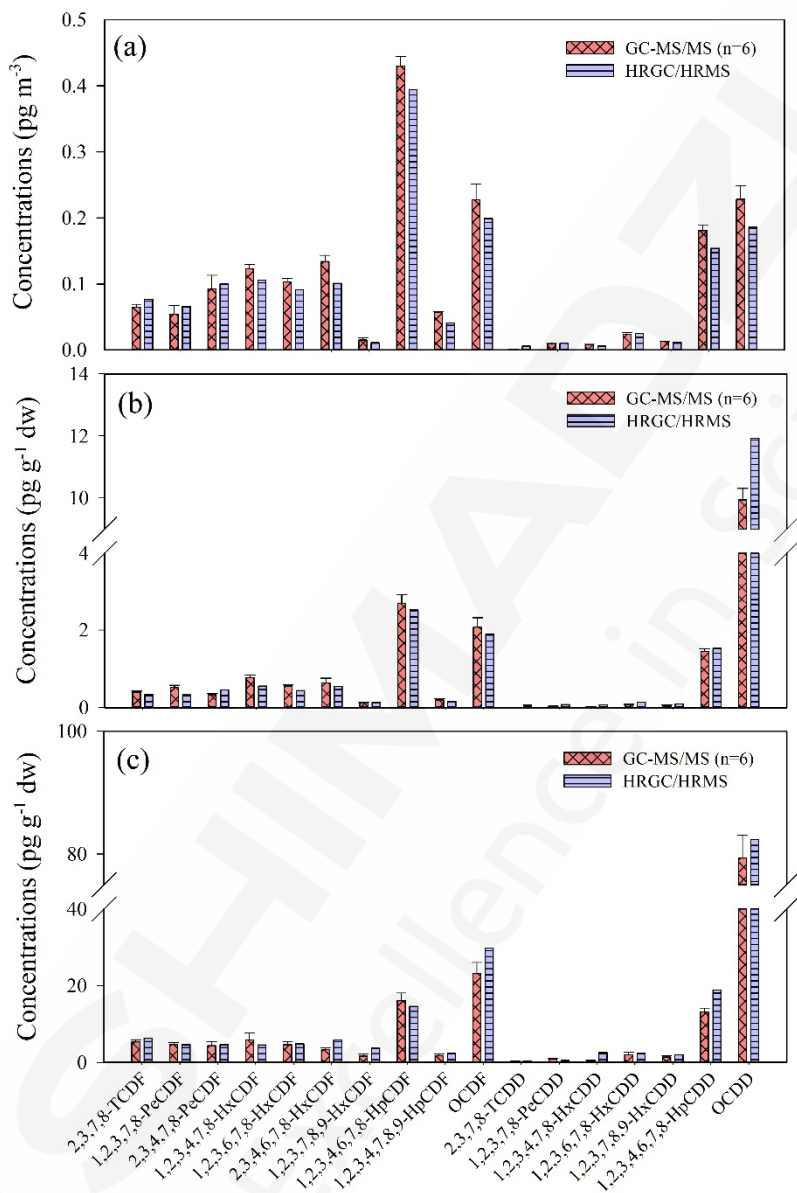 (a)
GC-MS/MS (n=6)
HRGC/HRMS
Concentrations (pg m⁻³)
0.5
0.4
0.3
0.2
0.1
0.0
(b)
GC-MS/MS (n=6)
HRGC/HRMS
Concentrations (pg g⁻¹ dw)
14
12
10
4
2
0
(c)
GC-MS/MS (n=6)
HRGC/HRMS
Concentrations (pg g⁻¹ dw)
100
80
40
20
0
2,3,7,8-TCDF
1,2,3,7,8-PeCDF
2,3,4,7,8-PeCDF
1,2,3,4,7,8-HxCDF
1,2,3,6,7,8-HxCDF
2,3,4,6,7,8-HxCDF
1,2,3,7,8,9-HxCDF
1,2,3,4,6,7,8-HpCDF
1,2,3,4,7,8,9-HpCDF
OCDF
2,3,7,8-TCDD
1,2,3,7,8-PeCDD
1,2,3,4,7,8-HxCDD
1,2,3,6,7,8-HxCDD
1,2,3,7,8,9-HxCDD
1,2,3,4,6,7,8-HpCDD
OCDD
SHIMADZ
Excellence in Sci